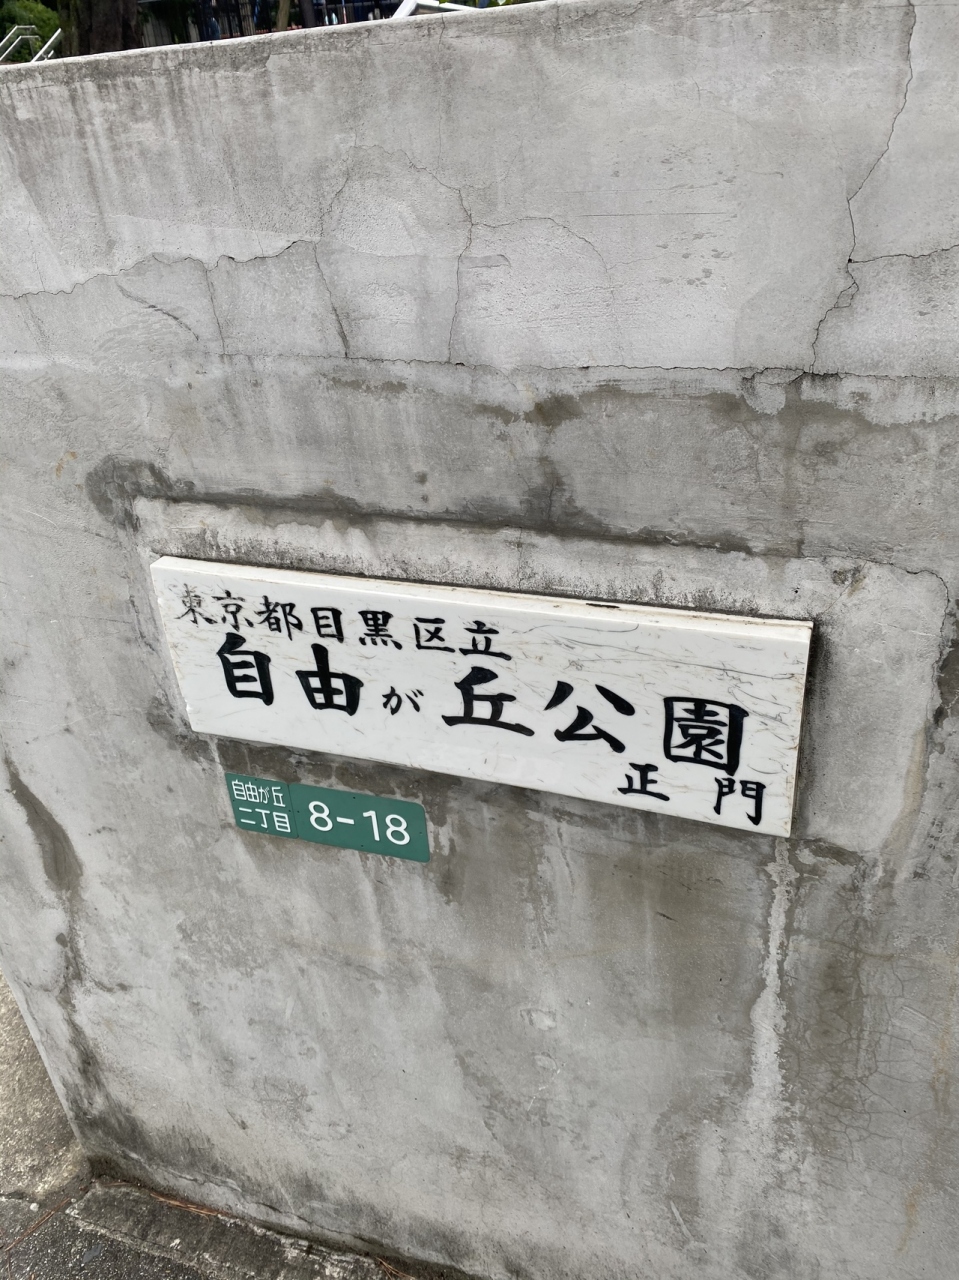 東京都目黒区立
自由が丘公園
正門
自由が丘
二丁目
8-18